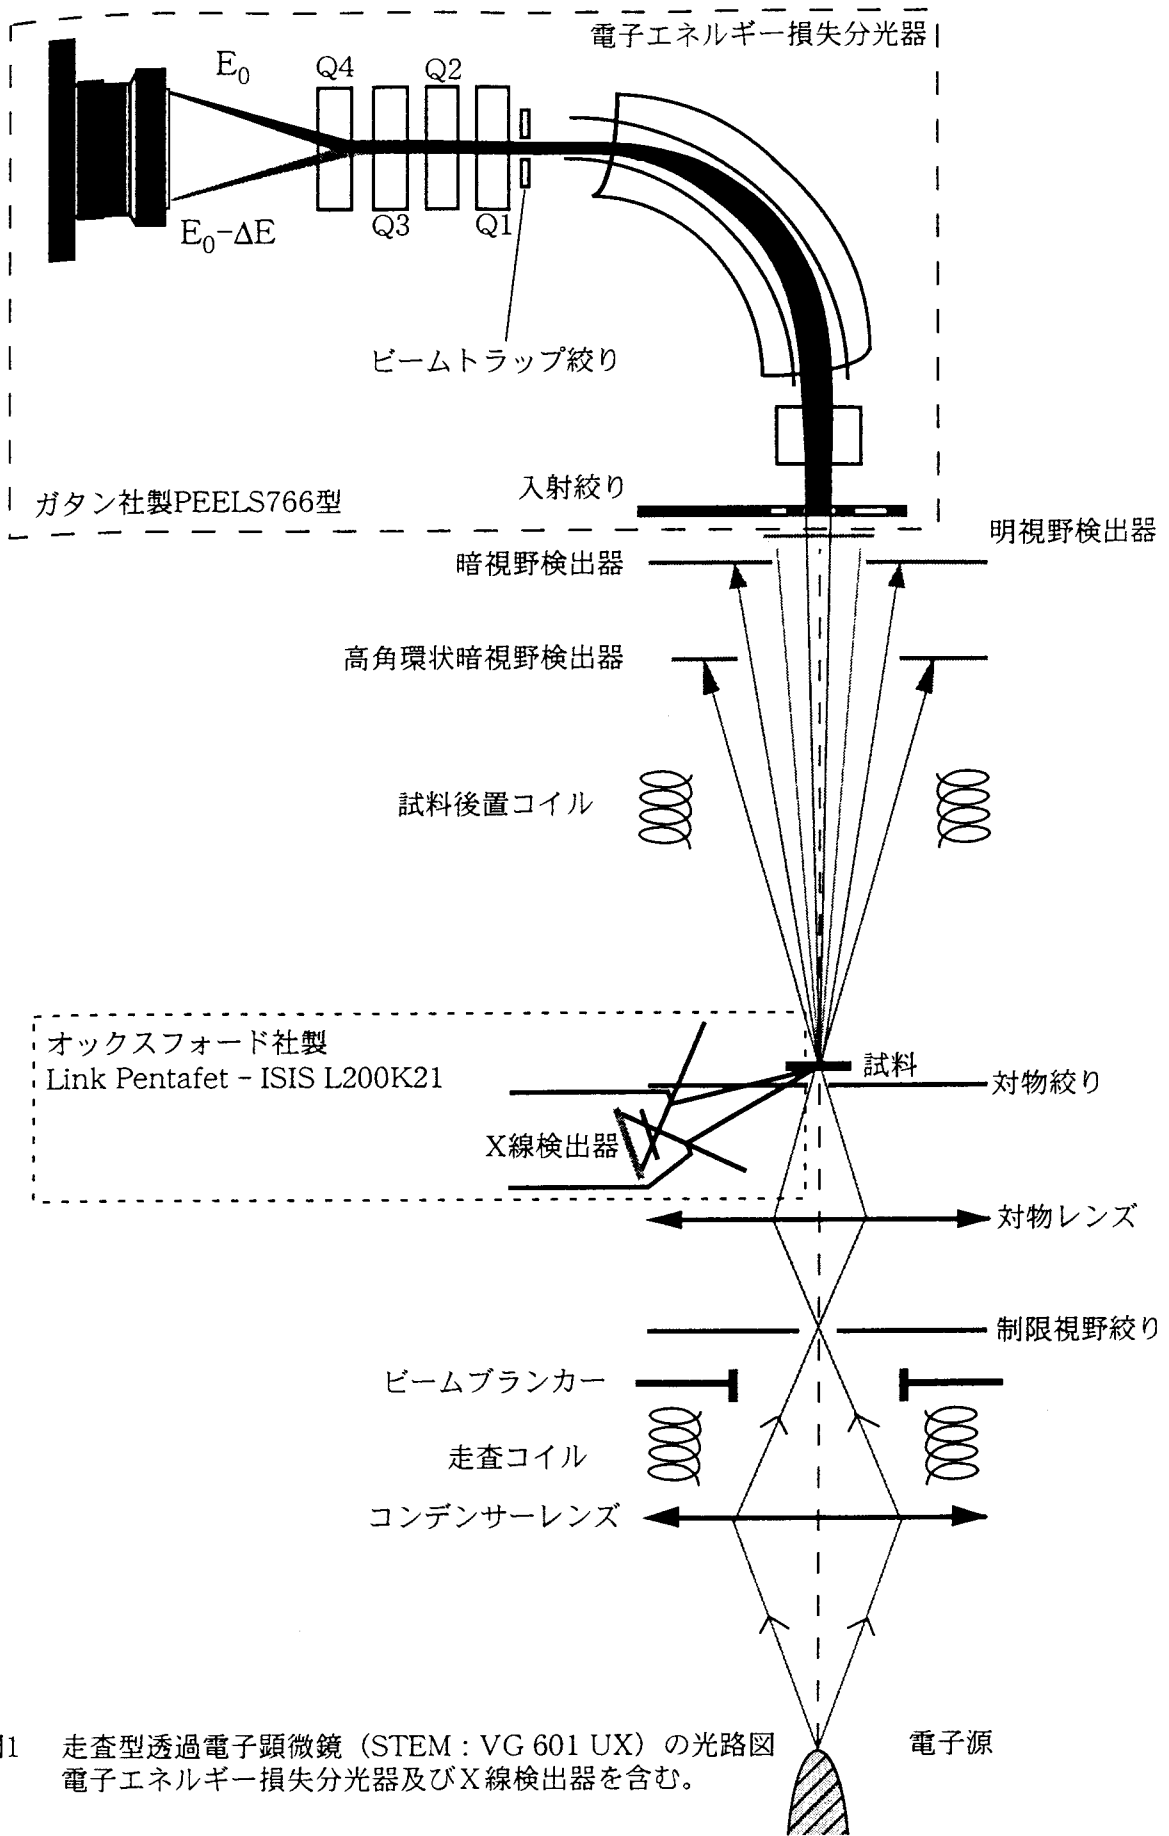 電子エネルギー損失分光器
E0
Q4
Q2
Q3
Q1
E0-ΔE
ビームトラップ絞り
入射絞り
ガタン社製PEELS766型
明視野検出器
暗視野検出器
高角環状暗視野検出器
試料後置コイル
オックスフォード社製
Link Pentafet - ISIS L200K21
試料
対物絞り
X線検出器
対物レンズ
制限視野絞り
ビームブランカー
走査コイル
コンデンサーレンズ
1 走査型透過電子顕微鏡（STEM：VG 601 UX）の光路図
電子源
電子エネルギー損失分光器及びX線検出器を含む。